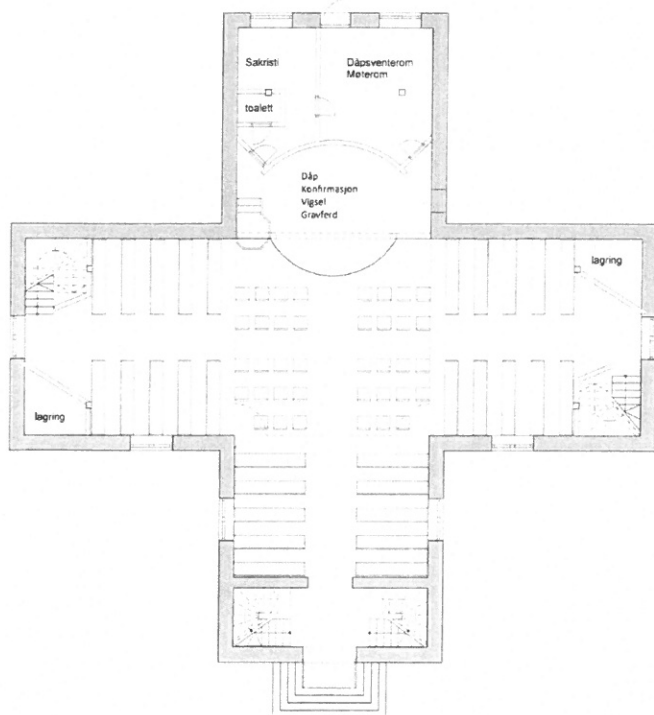 Sakristi
Dåpsventerom
Møterom
toalett
Dåp
Konfirmasjon
Vigsel
Gravferd
lagring
lagring